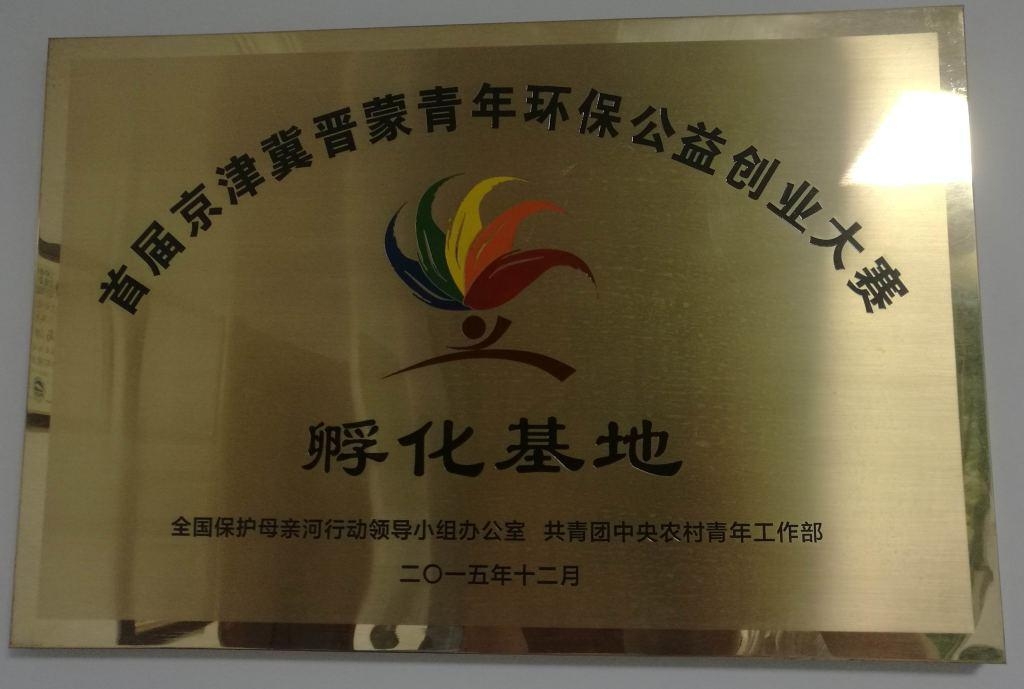 首届京津冀晋蒙青年环保公益创业大赛
孵化基地
全国保护母亲河行动领导小组办公室 共青团中央农村青年工作部
二〇一五年十二月